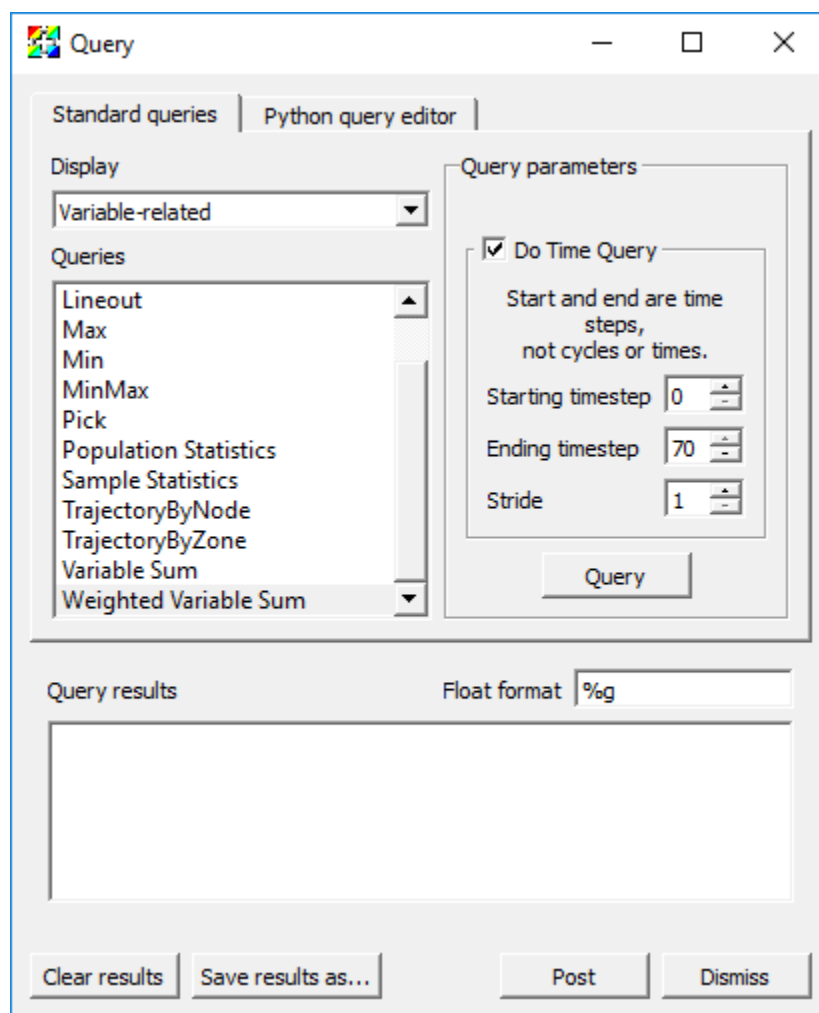 Query
Standard queries
Python query editor
Display
Variable-related
Queries
Lineout
Max
Min
MinMax
Pick
Population Statistics
Sample Statistics
TrajectoryByNode
TrajectoryByZone
Variable Sum
Weighted Variable Sum
Query parameters
Do Time Query
Start and end are time
steps,
not cycles or times.
Starting timestep 0
Ending timestep 70
Stride 1
Query
Query results
Float format %g
Clear results
Save results as...
Post
Dismiss